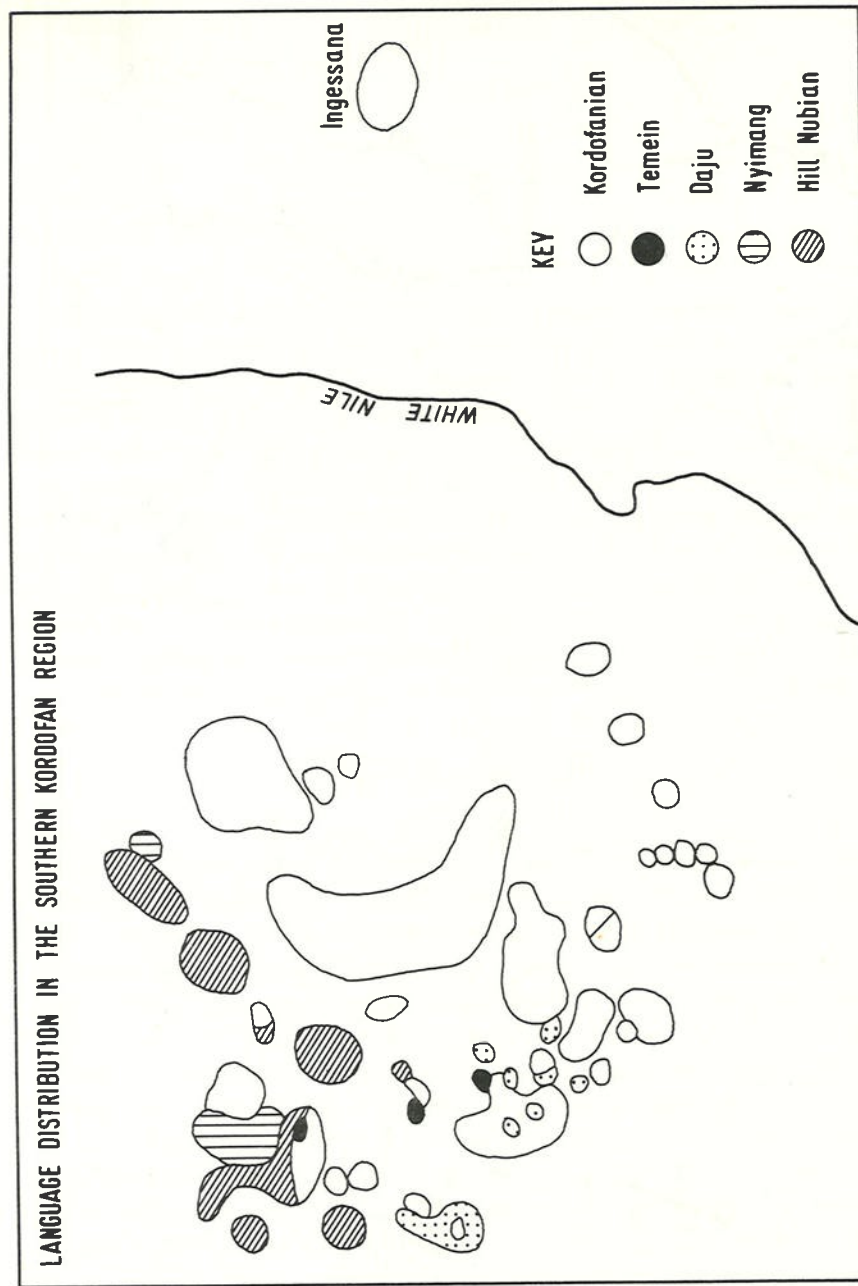 LANGUAGE DISTRIBUTION IN THE SOUTHERN KORDOFAN REGION
Ingessana
WHITE NILE
KEY
Kordofanian
Temein
Daju
Nyimang
Hill Nubian